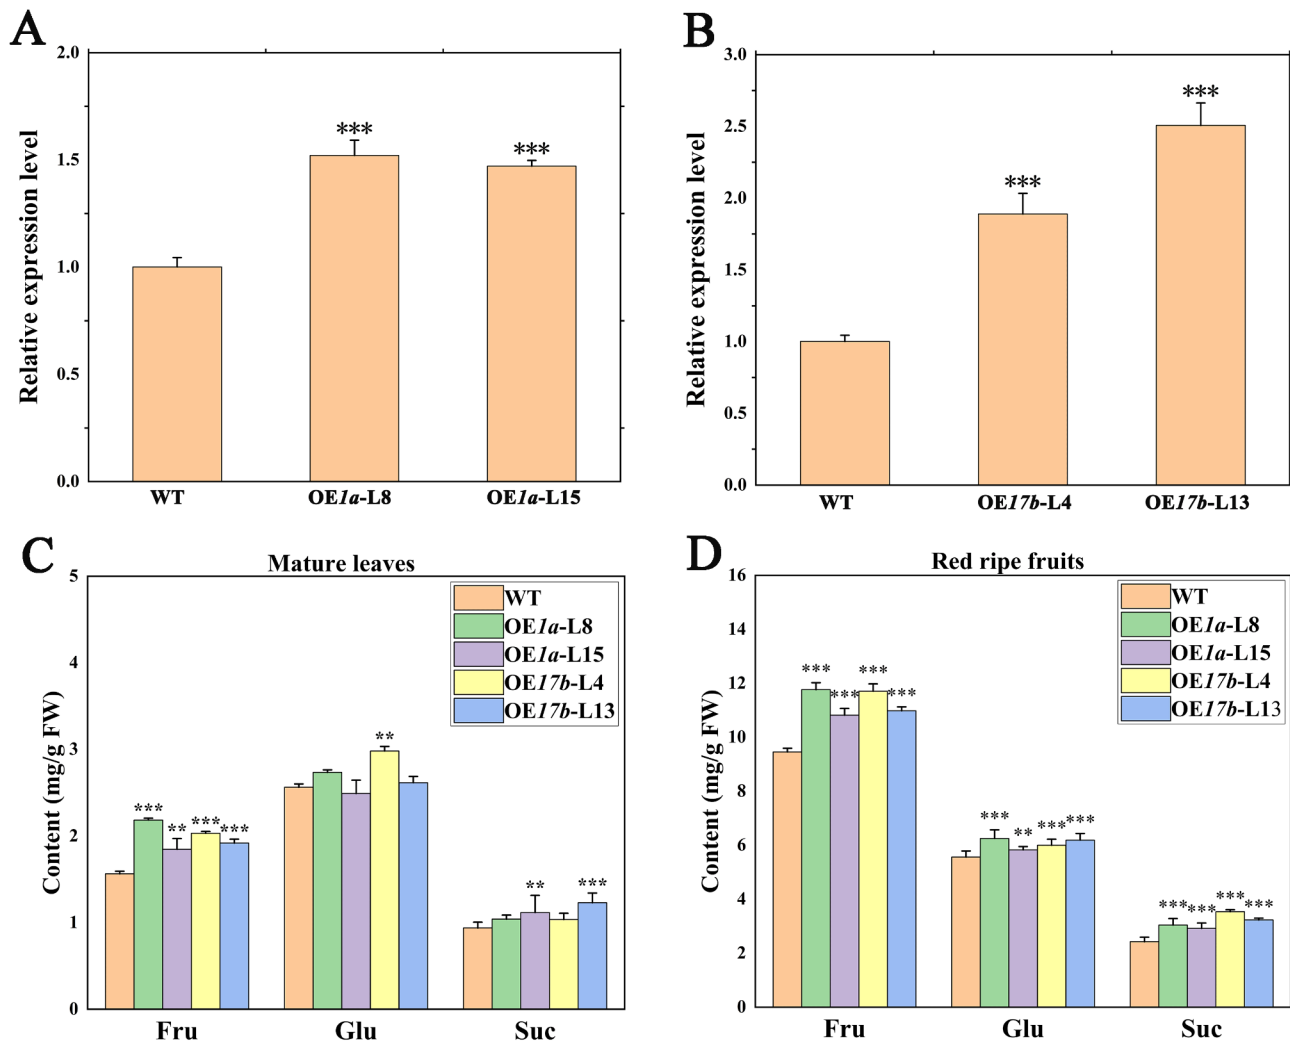 A
Relative expression level
2.0
1.5
1.0
0.5
0.0
***
***
WT
OE1a-L8
OE1a-L15
B
Relative expression level
3.0
2.5
2.0
1.5
1.0
0.5
0.0
***
***
WT
OE17b-L4
OE17b-L13
C
Mature leaves
Content (mg/g FW)
5
4
3
2
1
0
WT
OE1a-L8
OE1a-L15
OE17b-L4
OE17b-L13
***
**
***
***
**
**
***
Fru
Glu
Suc
D
Red ripe fruits
Content (mg/g FW)
16
14
12
10
8
6
4
2
0
WT
OE1a-L8
OE1a-L15
OE17b-L4
OE17b-L13
***
***
***
***
***
**
***
***
***
***
***
***
Fru
Glu
Suc